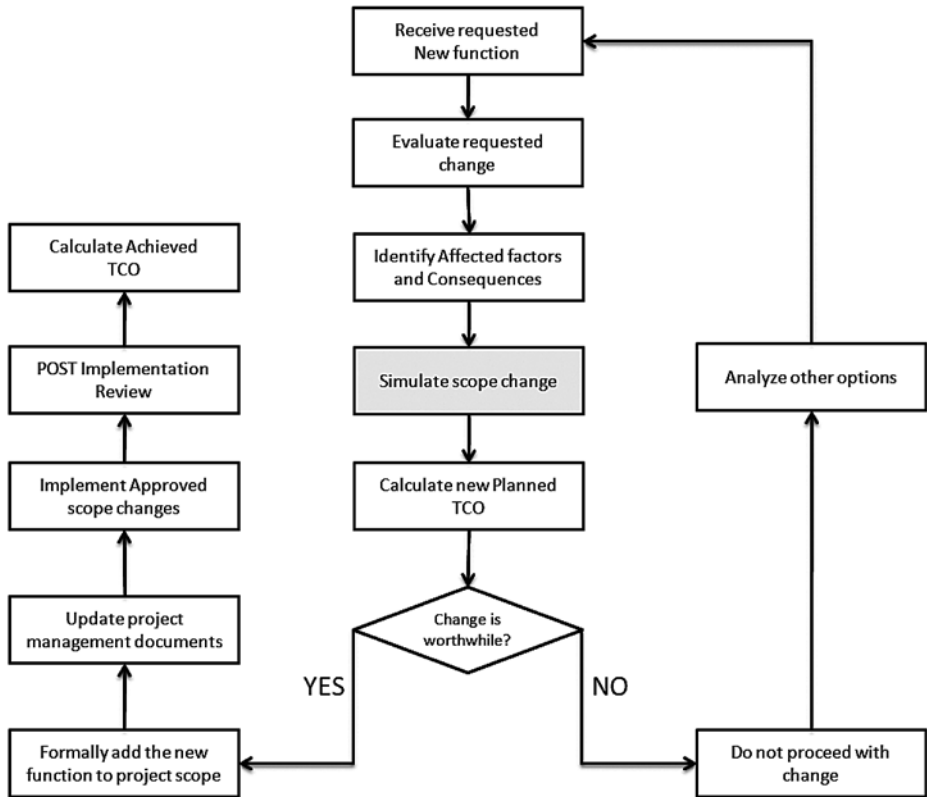 Receive requested
New function
Evaluate requested
change
Identify Affected factors
and Consequences
Simulate scope change
Calculate new Planned
TCO
Change is
worthwhile?
YES
NO
Formally add the new
function to project scope
Update project
management documents
Implement Approved
scope changes
POST Implementation
Review
Calculate Achieved
TCO
Do not proceed with
change
Analyze other options